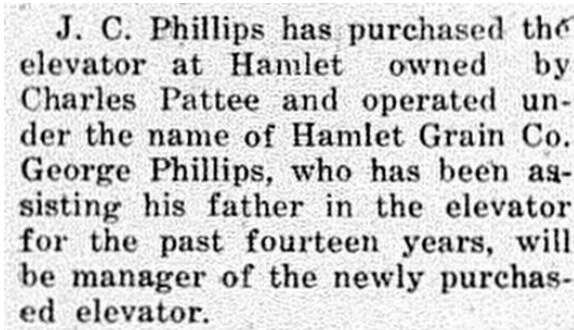 J. C. Phillips has purchased the
elevator at Hamlet owned by
Charles Pattee and operated un-
der the name of Hamlet Grain Co.
George Phillips, who has been as-
sisting his father in the elevator
for the past fourteen years, will
be manager of the newly purchas-
ed elevator.